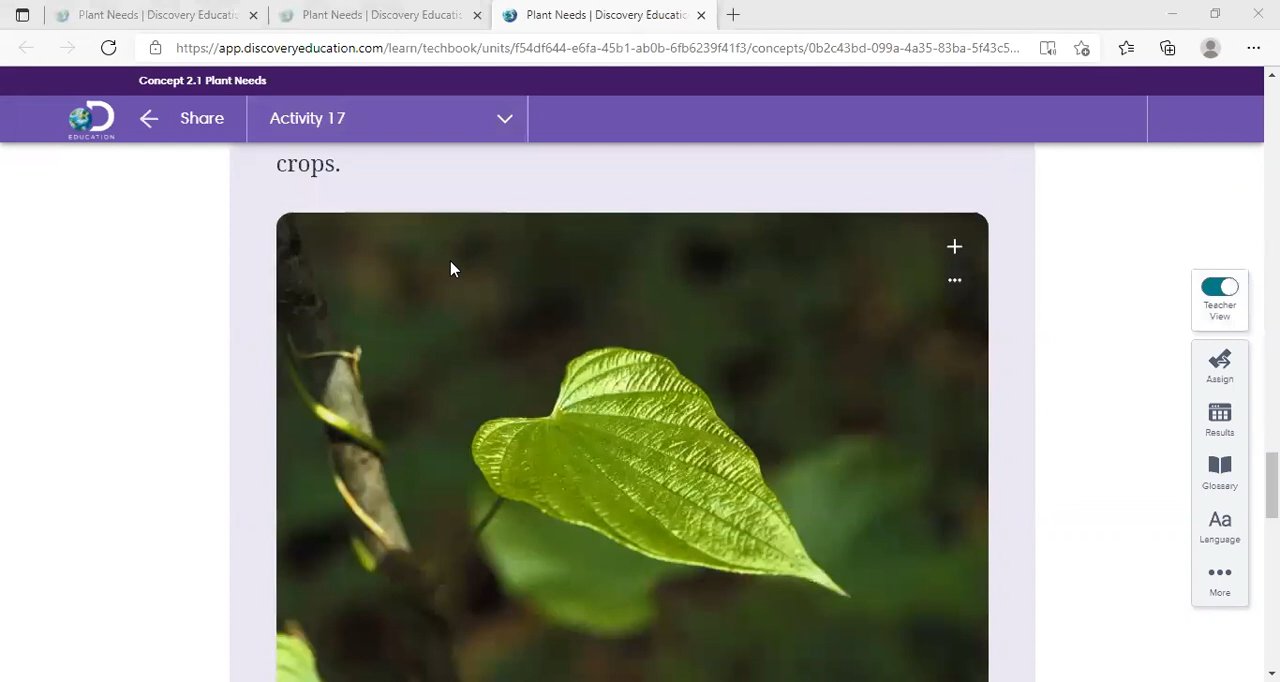 Plant Needs | Discovery Educatio
Plant Needs | Discovery Educatio
Plant Needs | Discovery Educatio
https://app.discoveryeducation.com/learn/techbook/units/f54df644-e6fa-45b1-ab0b-6fb6239f41f3/concepts/0b2c43bd-099a-4a35-83ba-5f43c5...
Concept 2.1 Plant Needs
EDUCATION
Share
Activity 17
crops.
Teacher
View
Assign
Results
Glossary
Aa
Language
More